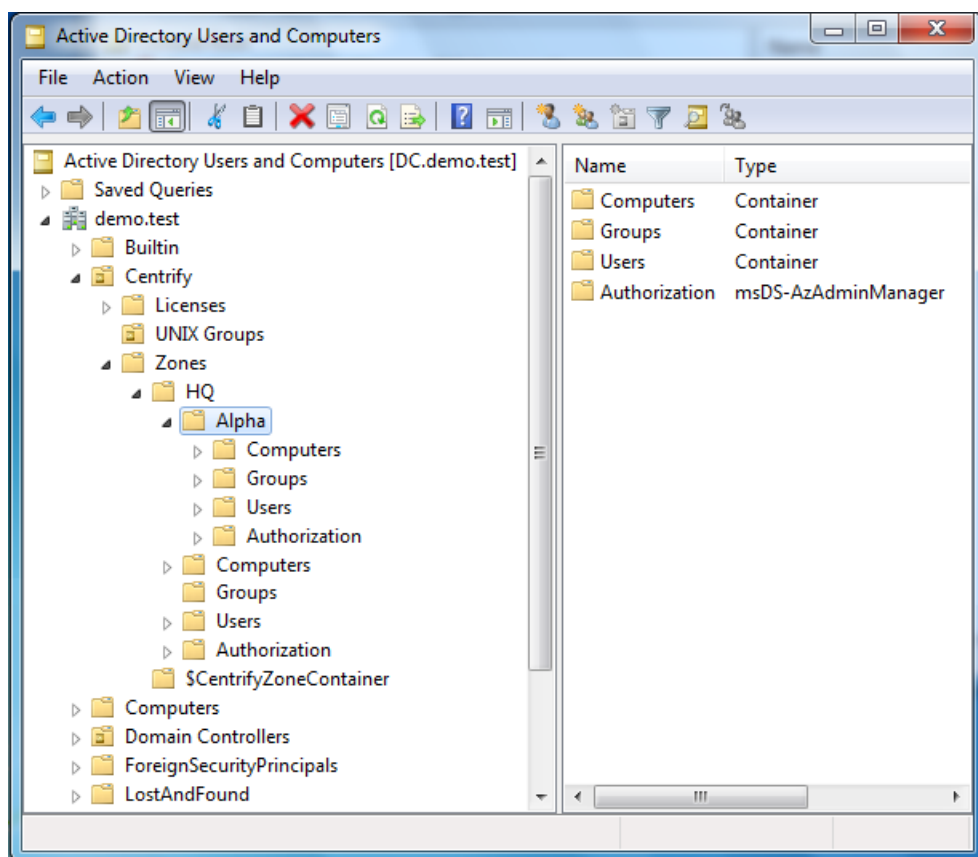 Active Directory Users and Computers
File Action View Help
Active Directory Users and Computers [DC.demo.test]
Saved Queries
demo.test
Builtin
Centrify
Licenses
UNIX Groups
Zones
HQ
Alpha
Computers
Groups
Users
Authorization
Computers
Groups
Users
Authorization
$CentrifyZoneContainer
Computers
Domain Controllers
ForeignSecurityPrincipals
LostAndFound
Name Type
Computers Container
Groups Container
Users Container
Authorization msDS-AzAdminManager